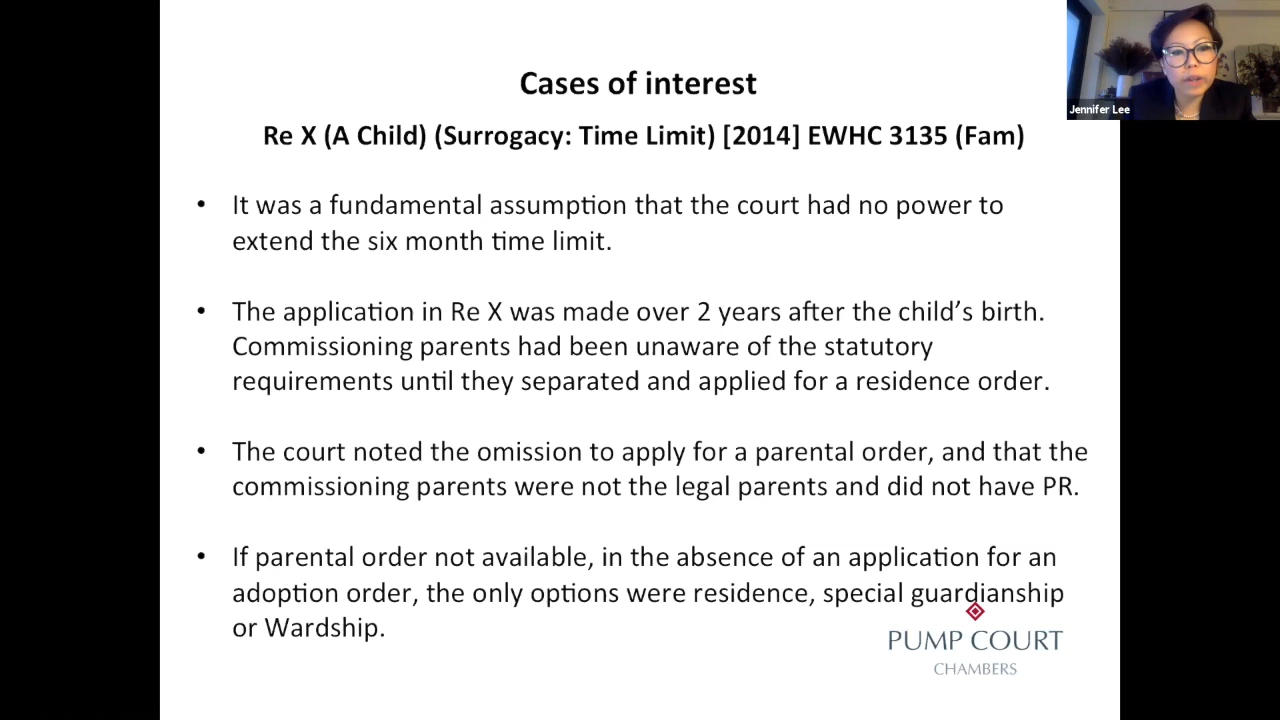 Cases of interest
Re X (A Child) (Surrogacy: Time Limit) [2014] EWHC 3135 (Fam)
• It was a fundamental assumption that the court had no power to
extend the six month time limit.
• The application in Re X was made over 2 years after the child’s birth.
Commissioning parents had been unaware of the statutory
requirements until they separated and applied for a residence order.
• The court noted the omission to apply for a parental order, and that the
commissioning parents were not the legal parents and did not have PR.
• If parental order not available, in the absence of an application for an
adoption order, the only options were residence, special guardianship
or Wardship.
PUMP COURT
CHAMBERS
Jennifer Lee